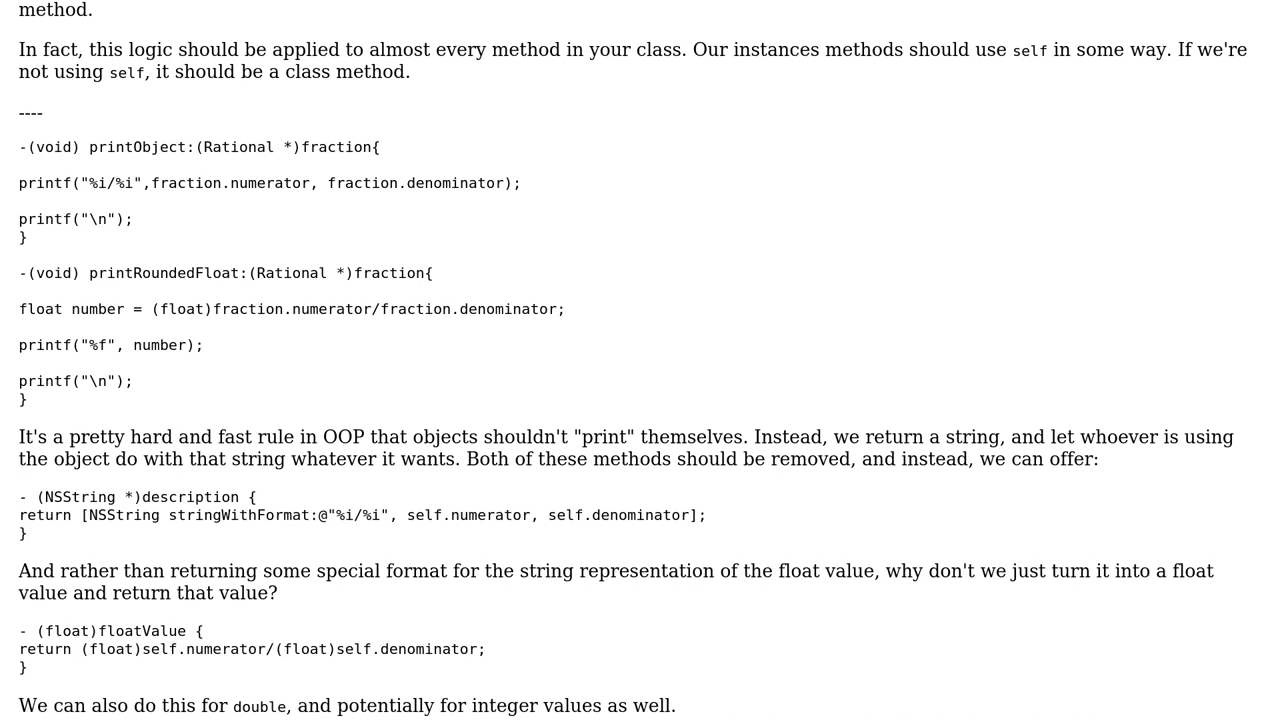 method.
In fact, this logic should be applied to almost every method in your class. Our instances methods should use self in some way. If we're
not using self, it should be a class method.
----
-(void) printObject:(Rational *)fraction{
printf("%i/%i",fraction.numerator, fraction.denominator);
printf("\n");
}
-(void) printRoundedFloat:(Rational *)fraction{
float number = (float)fraction.numerator/fraction.denominator;
printf("%f", number);
printf("\n");
}
It's a pretty hard and fast rule in OOP that objects shouldn't "print" themselves. Instead, we return a string, and let whoever is using
the object do with that string whatever it wants. Both of these methods should be removed, and instead, we can offer:
- (NSString *)description {
return [NSString stringWithFormat:@"%i/%i", self.numerator, self.denominator];
}
And rather than returning some special format for the string representation of the float value, why don't we just turn it into a float
value and return that value?
- (float)floatValue {
return (float)self.numerator/(float)self.denominator;
}
We can also do this for double, and potentially for integer values as well.